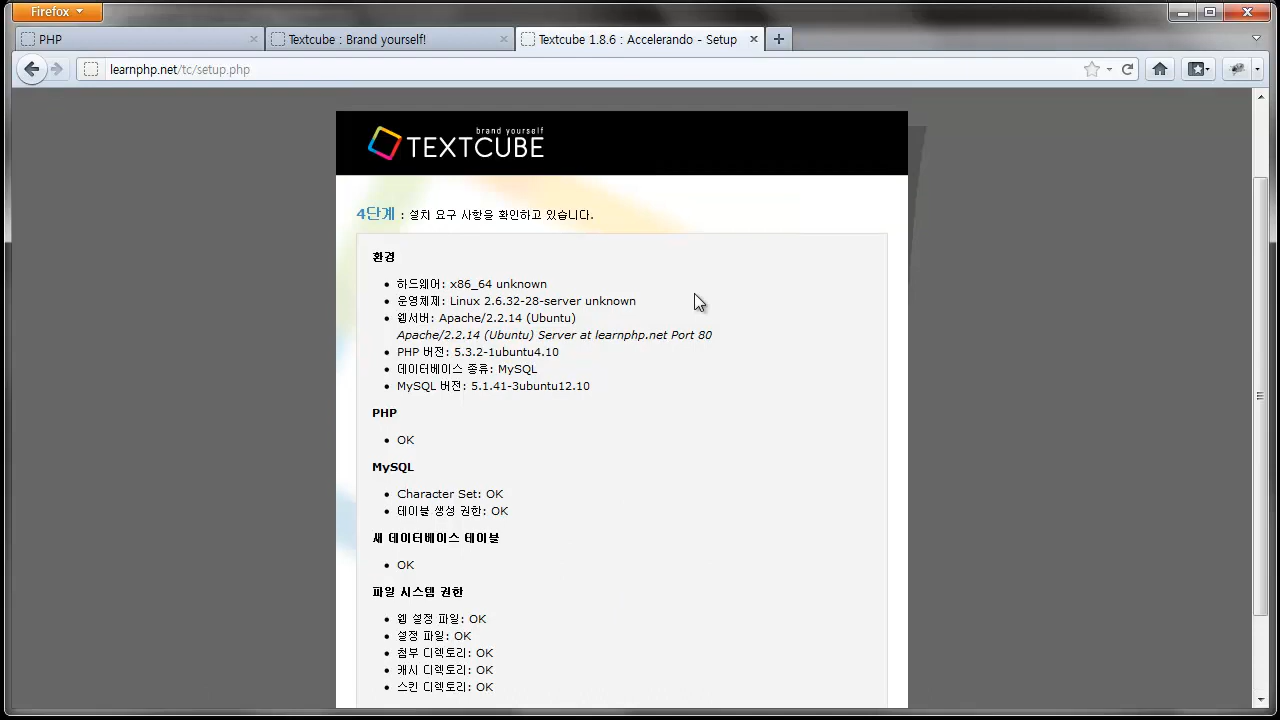 Firefox
PHP
Textcube : Brand yourself!
Textcube 1.8.6 : Accelerando - Setup
learnphp.net/tc/setup.php
brand yourself
TEXTCUBE
4단계 : 설치 요구 사항을 확인하고 있습니다.
환경
하드웨어: x86_64 unknown
운영체제: Linux 2.6.32-28-server unknown
웹서버: Apache/2.2.14 (Ubuntu)
Apache/2.2.14 (Ubuntu) Server at learnphp.net Port 80
PHP 버전: 5.3.2-1ubuntu4.10
데이터베이스 종류: MySQL
MySQL 버전: 5.1.41-3ubuntu12.10
PHP
OK
MySQL
Character Set: OK
테이블 생성 권한: OK
새 데이터베이스 테이블
OK
파일 시스템 권한
웹 설정 파일: OK
설정 파일: OK
첨부 디렉토리: OK
캐시 디렉토리: OK
스킨 디렉토리: OK